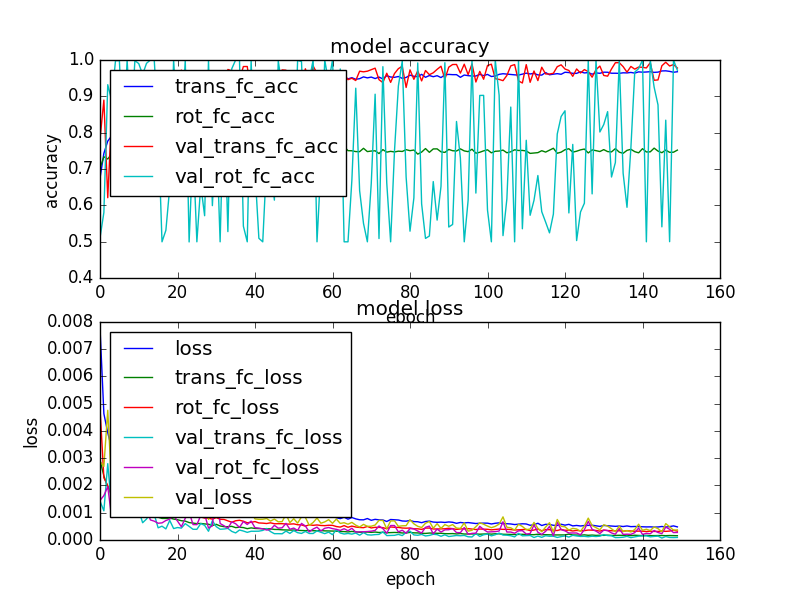 model accuracy
1.0
0.9
0.8
0.7
0.6
0.5
0.4
accuracy
trans_fc_acc
rot_fc_acc
val_trans_fc_acc
val_rot_fc_acc
0 20 40 60 80 100 120 140 160
epoch
model loss
0.008
0.007
0.006
0.005
0.004
0.003
0.002
0.001
0.000
loss
loss
trans_fc_loss
rot_fc_loss
val_trans_fc_loss
val_rot_fc_loss
val_loss
0 20 40 60 80 100 120 140 160
epoch